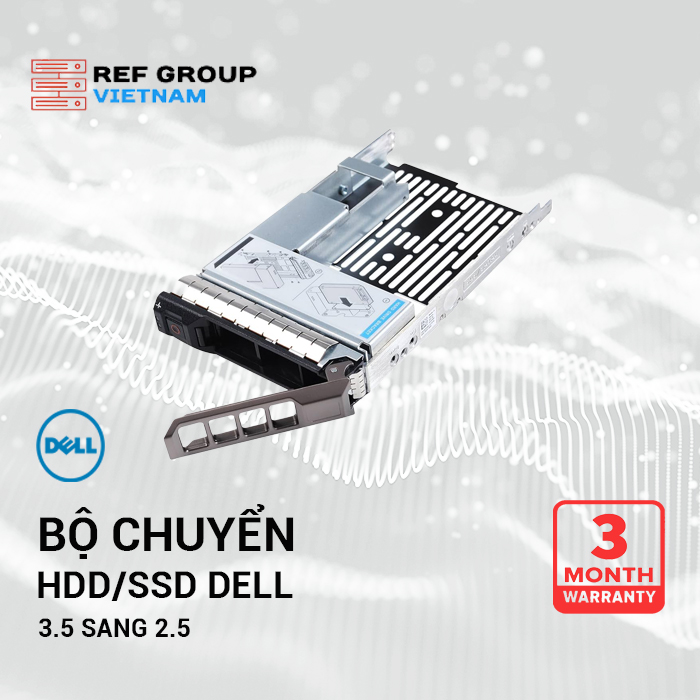 REF GROUP
VIETNAM
DELL
BỘ CHUYỂN
HDD/SSD DELL
3.5 SANG 2.5
3
MONTH
WARRANTY